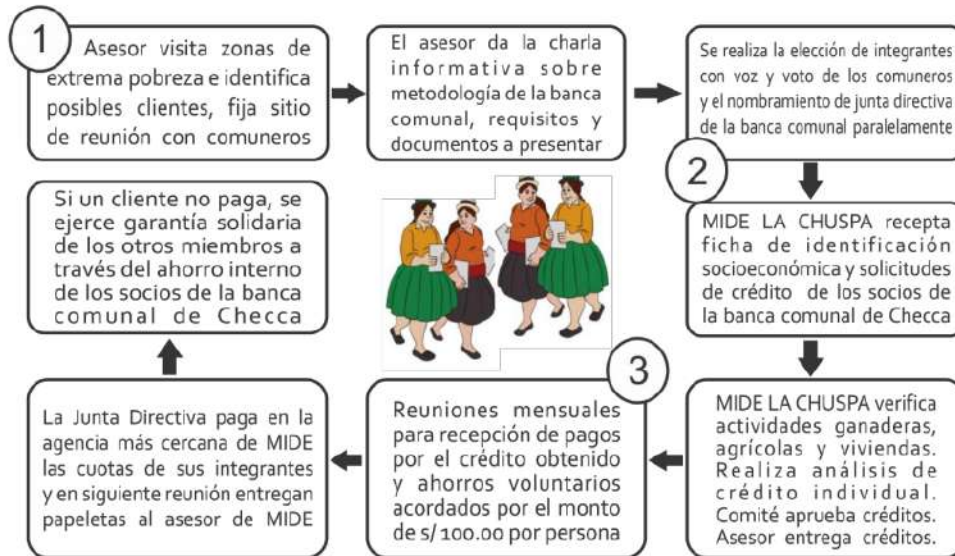 1
Asesor visita zonas de
extrema pobreza e identifica
posibles clientes, fija sitio
de reunión con comuneros
El asesor da la charla
informativa sobre
metodología de la banca
comunal, requisitos y
documentos a presentar
Se realiza la elección de integrantes
con voz y voto de los comuneros
y el nombramiento de junta directiva
de la banca comunal paralelamente
2
MIDE LA CHUSPA recepta
ficha de identificación
socioeconómica y solicitudes
de crédito de los socios de
la banca comunal de Checca
MIDE LA CHUSPA verifica
actividades ganaderas,
agrícolas y viviendas.
Realiza análisis de
crédito individual.
Comité aprueba créditos.
Asesor entrega créditos.
3
Reuniones mensuales
para recepción de pagos
por el crédito obtenido
y ahorros voluntarios
acordados por el monto
de s/ 100.00 por persona
La Junta Directiva paga en la
agencia más cercana de MIDE
las cuotas de sus integrantes
y en siguiente reunión entregan
papeletas al asesor de MIDE
Si un cliente no paga, se
ejerce garantía solidaria
de los otros miembros a
través del ahorro interno
de los socios de la banca
comunal de Checca